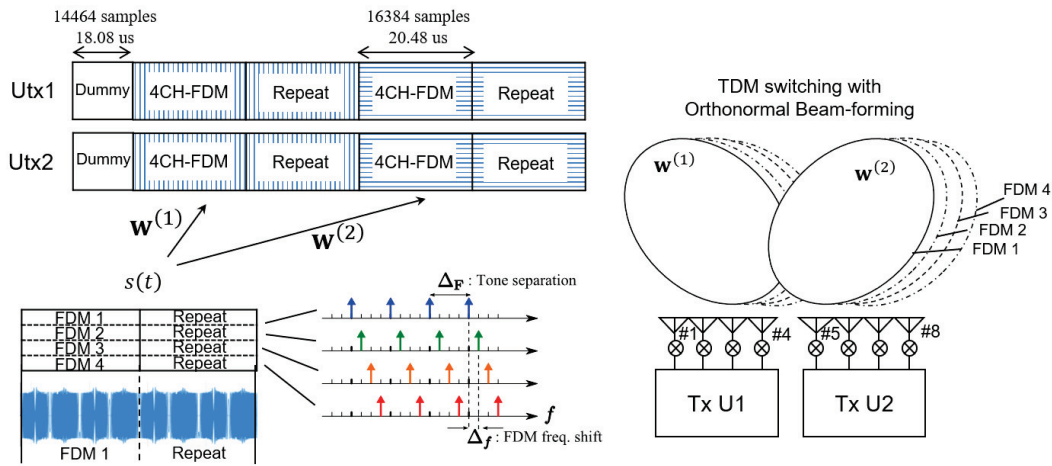 14464 samples
18.08 us
16384 samples
20.48 us
Utx1
Dummy
4CH-FDM
Repeat
4CH-FDM
Repeat
Utx2
Dummy
4CH-FDM
Repeat
4CH-FDM
Repeat
w^(1)
w^(2)
s(t)
FDM 1 Repeat
FDM 2 Repeat
FDM 3 Repeat
FDM 4 Repeat
FDM 1 Repeat
Δ_F : Tone separation
f
Δ_f : FDM freq. shift
TDM switching with
Orthonormal Beam-forming
w^(1)
w^(2)
FDM 4
FDM 3
FDM 2
FDM 1
#1
#4
#5
#8
Tx U1
Tx U2